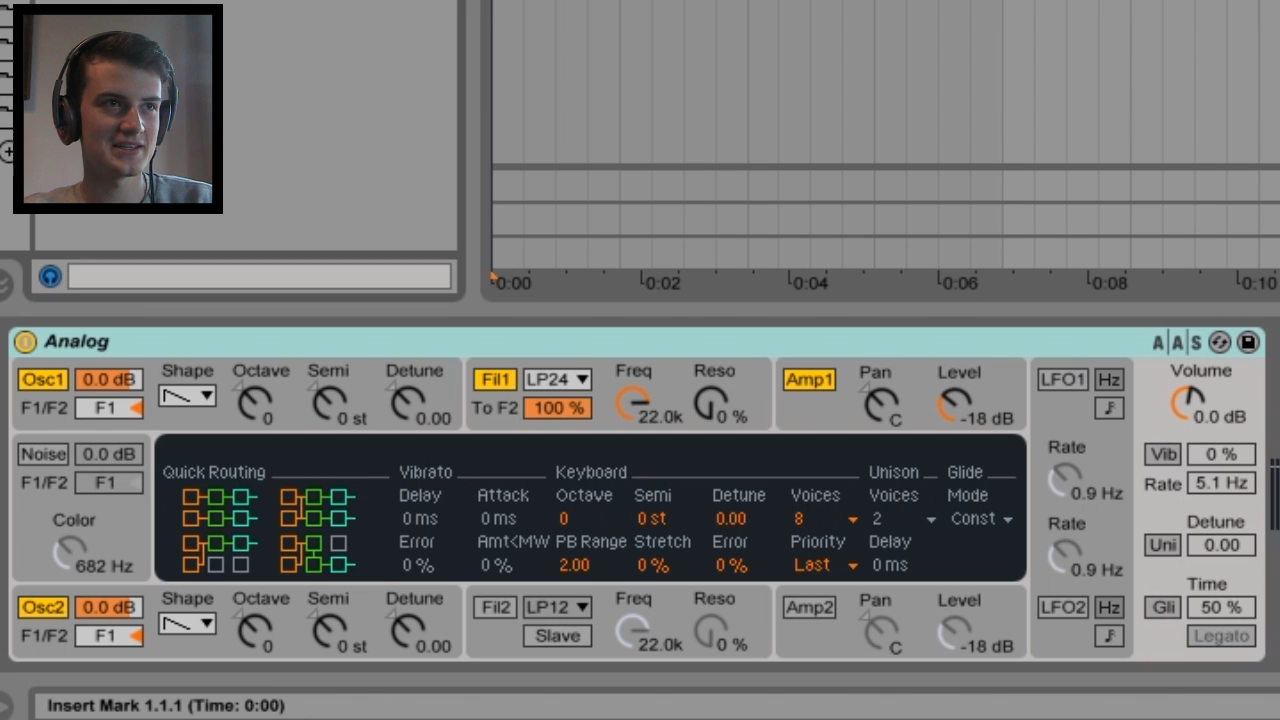 0:00 0:02 0:04 0:06 0:08 0:10
Analog A|A|S
Osc1 0.0 dB Shape Octave Semi Detune Fil1 LP24 Freq Reso Amp1 Pan Level LFO1 Hz Volume
F1/F2 F1 0 0 st 0.00 To F2 100 % 22.0k 0 % C -18 dB 0.0 dB
Noise 0.0 dB Quick Routing Vibrato Keyboard Unison Glide Rate Vib 0 %
F1/F2 F1 Delay Attack Octave Semi Detune Voices Voices Mode 0.9 Hz Rate 5.1 Hz
Color 0 ms 0 ms 0 0 st 0.00 8 2 Const Rate Detune
682 Hz Error Amt<MW PB Range Stretch Error Priority Delay Uni 0.00
0 % 0 % 2.00 0 % 0 % Last 0 ms 0.9 Hz Time
Osc2 0.0 dB Shape Octave Semi Detune Fil2 LP12 Freq Reso Amp2 Pan Level LFO2 Hz Gli 50 %
F1/F2 F1 0 0 st 0.00 Slave 22.0k 0 % C -18 dB Legato
Insert Mark 1.1.1 (Time: 0:00)